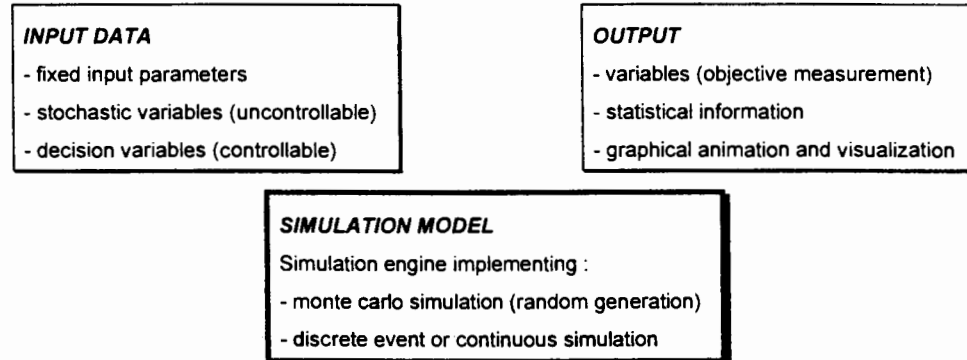 INPUT DATA
- fixed input parameters
- stochastic variables (uncontrollable)
- decision variables (controllable)
OUTPUT
- variables (objective measurement)
- statistical information
- graphical animation and visualization
SIMULATION MODEL
Simulation engine implementing :
- monte carlo simulation (random generation)
- discrete event or continuous simulation